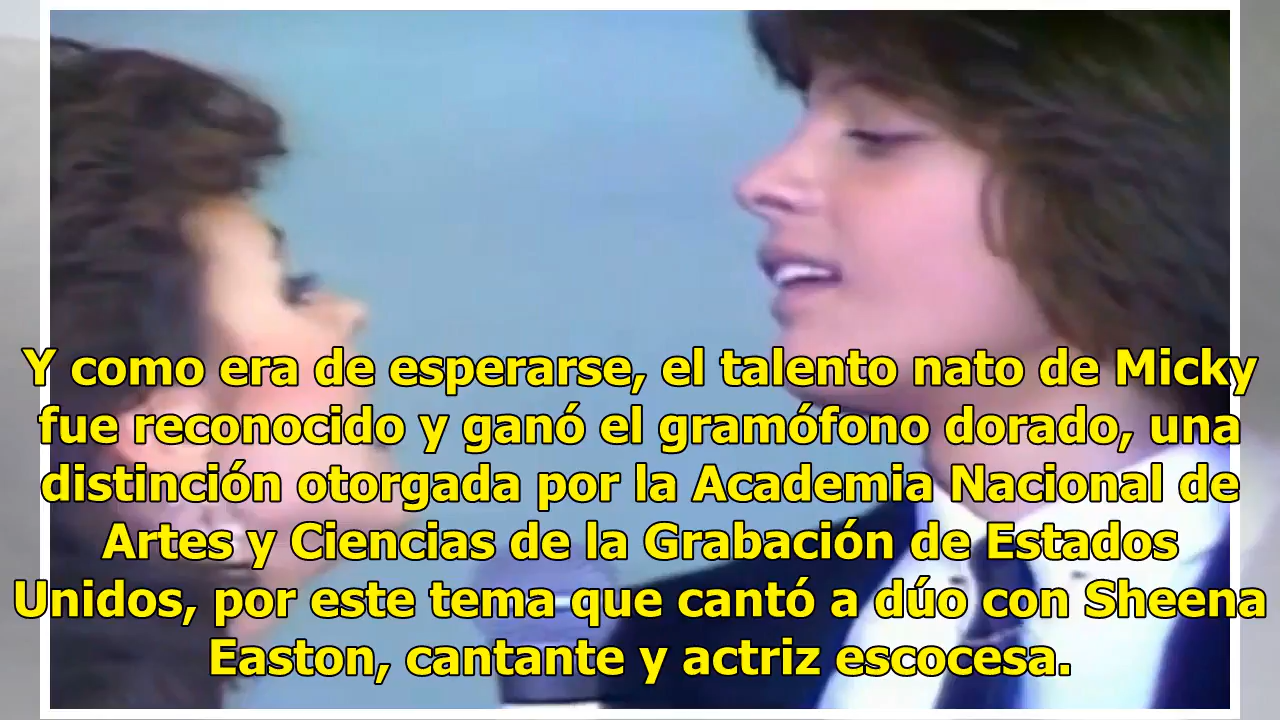 Y como era de esperarse, el talento nato de Micky
fue reconocido y ganó el gramófono dorado, una
distinción otorgada por la Academia Nacional de
Artes y Ciencias de la Grabación de Estados
Unidos, por este tema que cantó a dúo con Sheena
Easton, cantante y actriz escocesa.